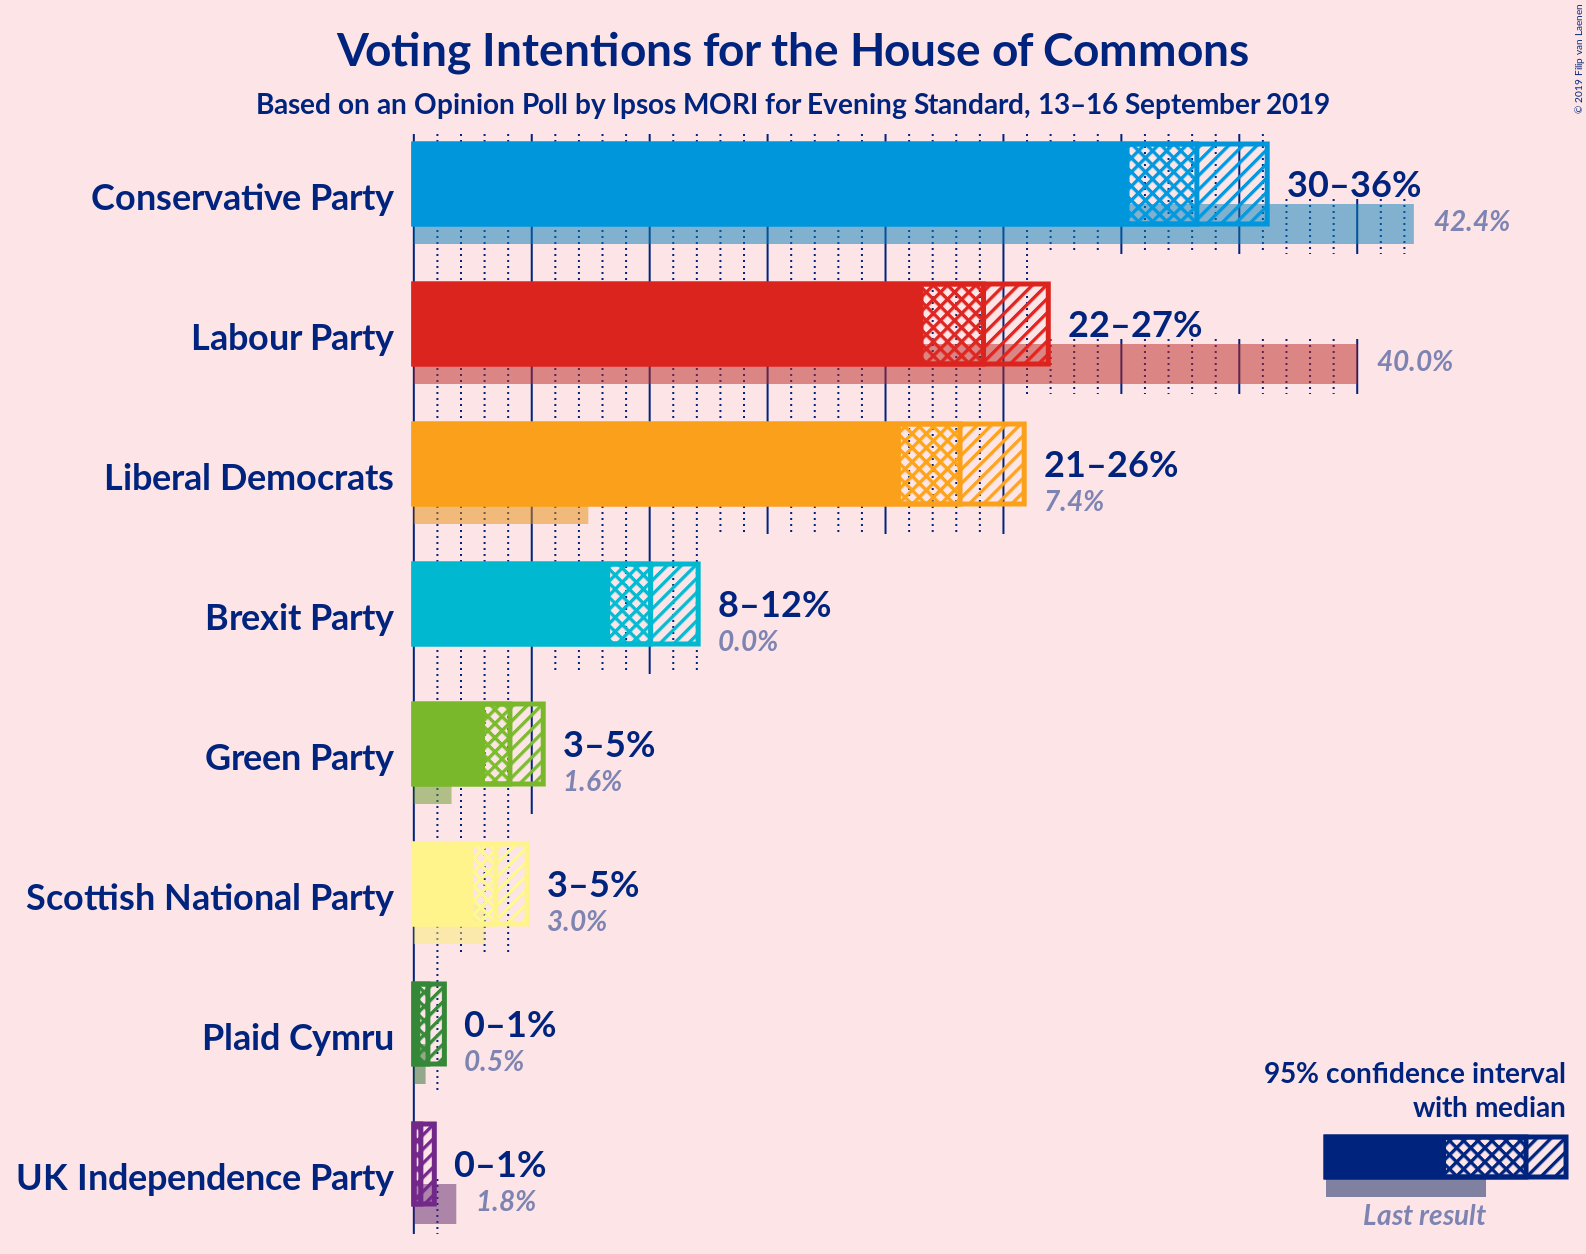 Voting Intentions for the House of Commons
Based on an Opinion Poll by Ipsos MORI for Evening Standard, 13–16 September 2019
© 2019 Filip van Laenen
Conservative Party
30–36%
42.4%
Labour Party
22–27%
40.0%
Liberal Democrats
21–26%
7.4%
Brexit Party
8–12%
0.0%
Green Party
3–5%
1.6%
Scottish National Party
3–5%
3.0%
Plaid Cymru
0–1%
0.5%
UK Independence Party
0–1%
1.8%
95% confidence interval
with median
Last result